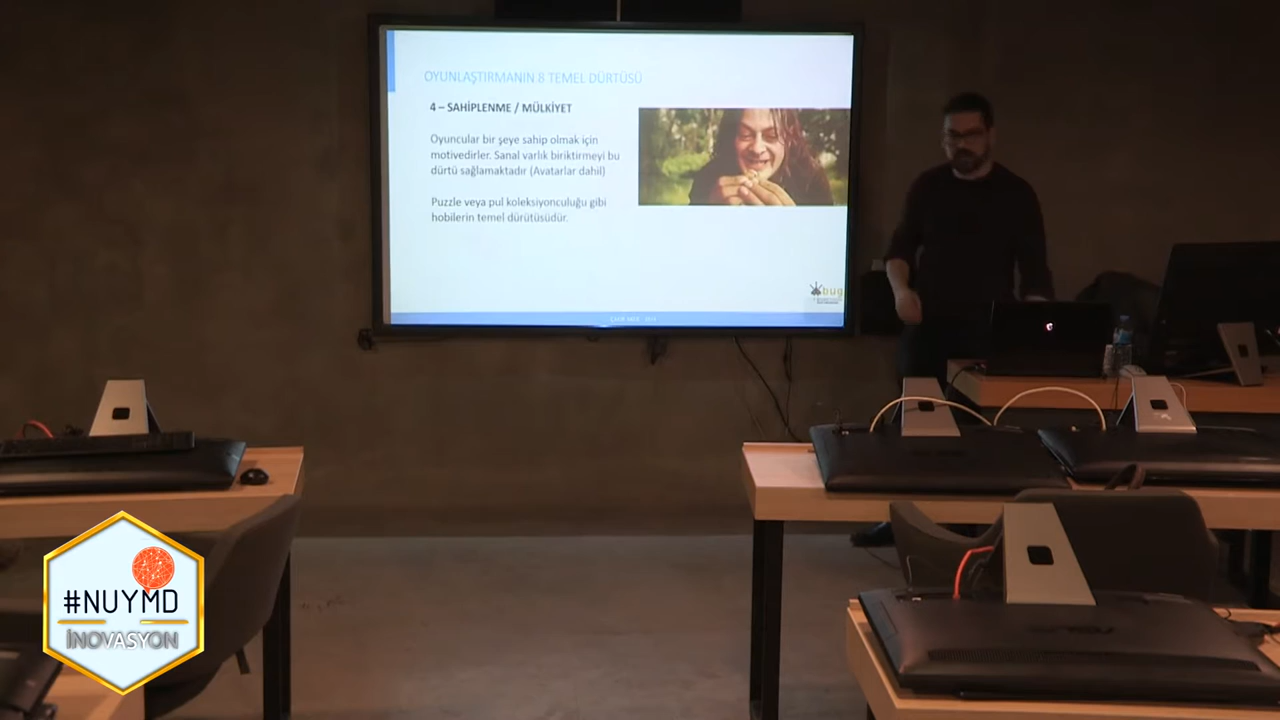 OYUNLAŞTIRMANIN 8 TEMEL DÜRTÜSÜ
4 – SAHİPLENME / MÜLKİYET
Oyuncular bir şeye sahip olmak için
motivedirler. Sanal varlık biriktirmeyi bu
dürtü sağlamaktadır (Avatarlar dahil)
Puzzle veya pul koleksiyonculuğu gibi
hobilerin temel dürütüsüdür.
bug
#NUYMD
İNOVASYON